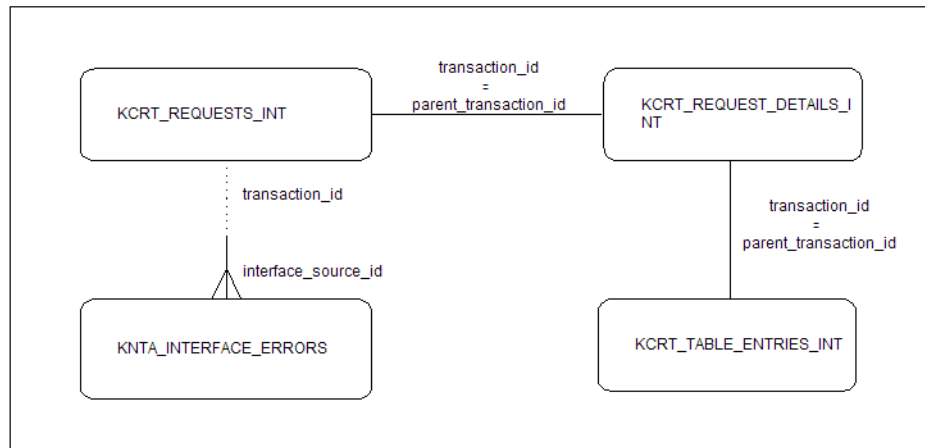 transaction_id
=
parent_transaction_id
KCRT_REQUESTS_INT
KCRT_REQUEST_DETAILS_I
NT
transaction_id
interface_source_id
transaction_id
=
parent_transaction_id
KNTA_INTERFACE_ERRORS
KCRT_TABLE_ENTRIES_INT